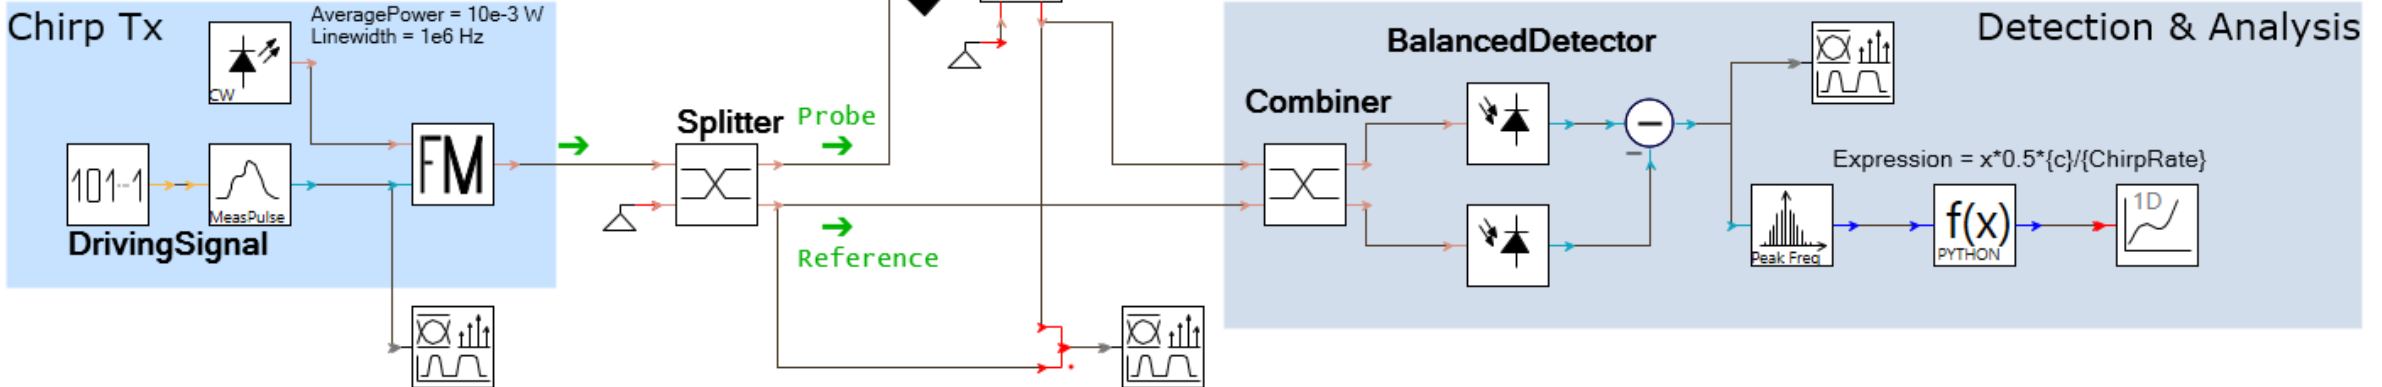 Chirp Tx
AveragePower = 10e-3 W
Linewidth = 1e6 Hz
CW
FM
101--1
MeasPulse
DrivingSignal
Splitter
Probe
Reference
Detection & Analysis
BalancedDetector
Combiner
Expression = x*0.5*{c}/{ChirpRate}
Peak Freq
f(x)
PYTHON
1D